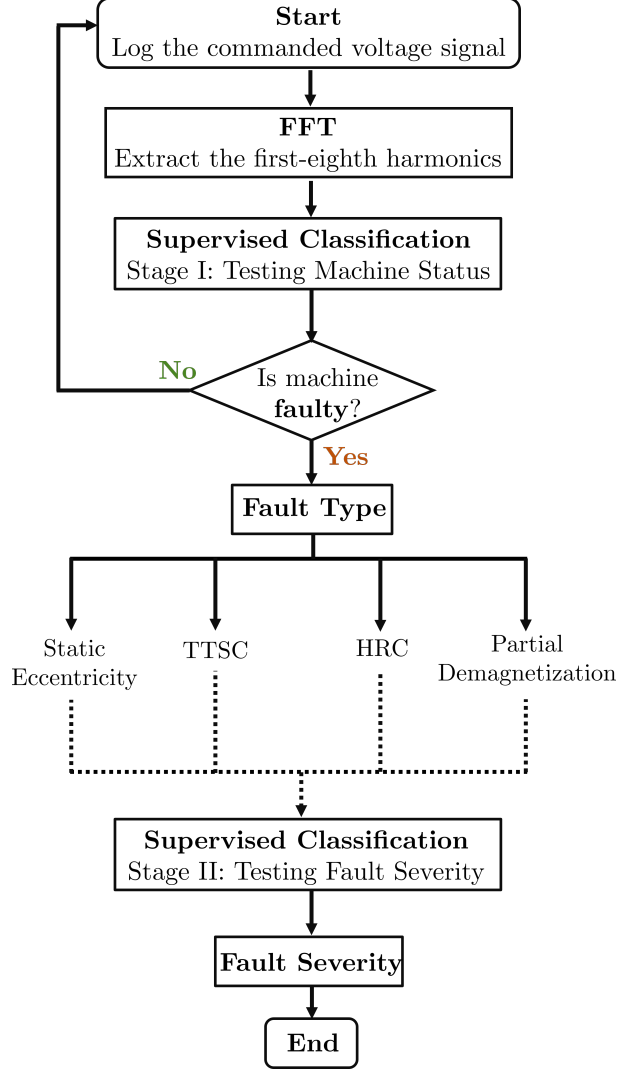 Start
Log the commanded voltage signal
FFT
Extract the first-eighth harmonics
Supervised Classification
Stage I: Testing Machine Status
No
Is machine
faulty?
Yes
Fault Type
Static
Eccentricity
TTSC
HRC
Partial
Demagnetization
Supervised Classification
Stage II: Testing Fault Severity
Fault Severity
End